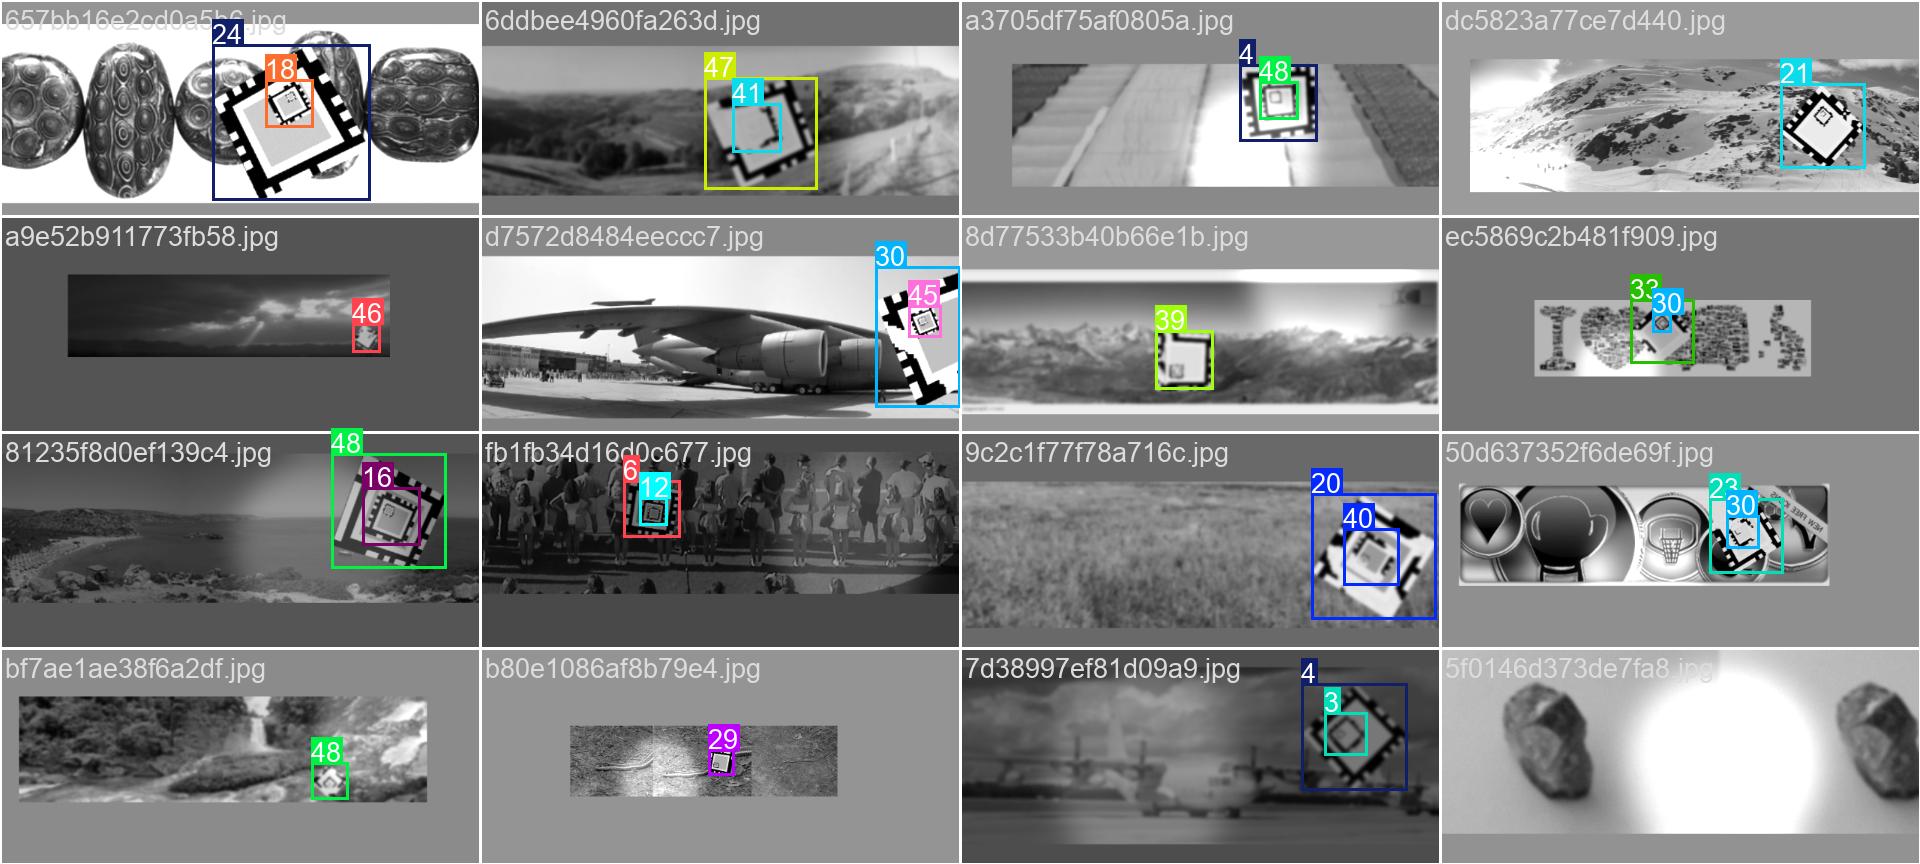 657bb16e2cd0a5b6.jpg
24
18
6ddbee4960fa263d.jpg
47
41
a3705df75af0805a.jpg
4
48
dc5823a77ce7d440.jpg
21
a9e52b911773fb58.jpg
46
d7572d8484eeccc7.jpg
30
45
8d77533b40b66e1b.jpg
39
ec5869c2b481f909.jpg
33
30
81235f8d0ef139c4.jpg
48
16
fb1fb34d16d0c677.jpg
6
12
9c2c1f77f78a716c.jpg
20
40
50d637352f6de69f.jpg
23
30
bf7ae1ae38f6a2df.jpg
48
b80e1086af8b79e4.jpg
29
7d38997ef81d09a9.jpg
4
3
5f0146d373de7fa8.jpg